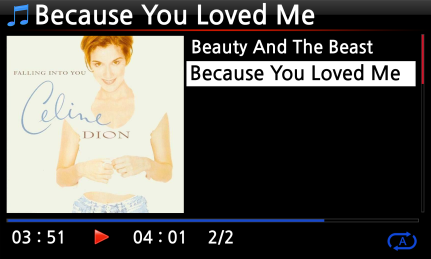 Because You Loved Me
Beauty And The Beast
Because You Loved Me
FALLING INTO YOU
Celine
DION
03 : 51 04 : 01 2/2
A